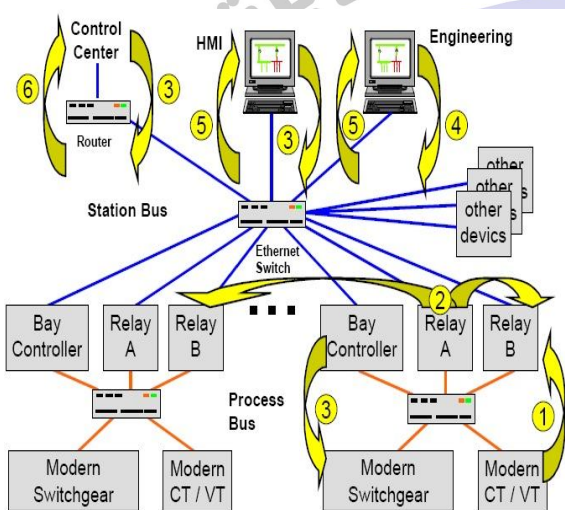 Control
Center
HMI
Engineering
6
3
5
3
5
4
Router
other
other
other
devics
Station Bus
Ethernet
Switch
2
Bay
Controller
Relay
A
Relay
B
...
Bay
Controller
Relay
A
Relay
B
Process
Bus
3
1
Modern
Switchgear
Modern
CT / VT
Modern
Switchgear
Modern
CT / VT